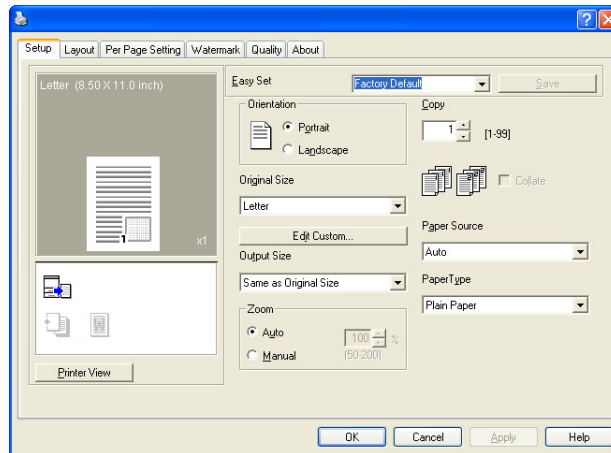 Setup
Layout
Per Page Setting
Watermark
Quality
About
Letter (8.50 X 11.0 inch)
1
x1
Printer View
Easy Set
Factory Default
Save
Orientation
Portrait
Landscape
Original Size
Letter
Edit Custom...
Output Size
Same as Original Size
Zoom
Auto
100 %
Manual
(50-200)
Copy
1 [1-99]
Collate
Paper Source
Auto
PaperType
Plain Paper
OK
Cancel
Apply
Help